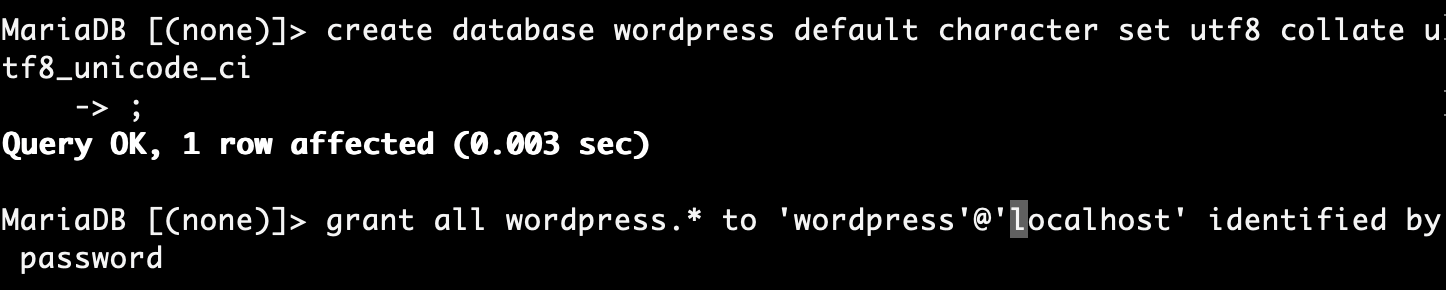 MariaDB [(none)]> create database wordpress default character set utf8 collate u
tf8_unicode_ci
    -> ;
Query OK, 1 row affected (0.003 sec)

MariaDB [(none)]> grant all wordpress.* to 'wordpress'@'localhost' identified by
 password